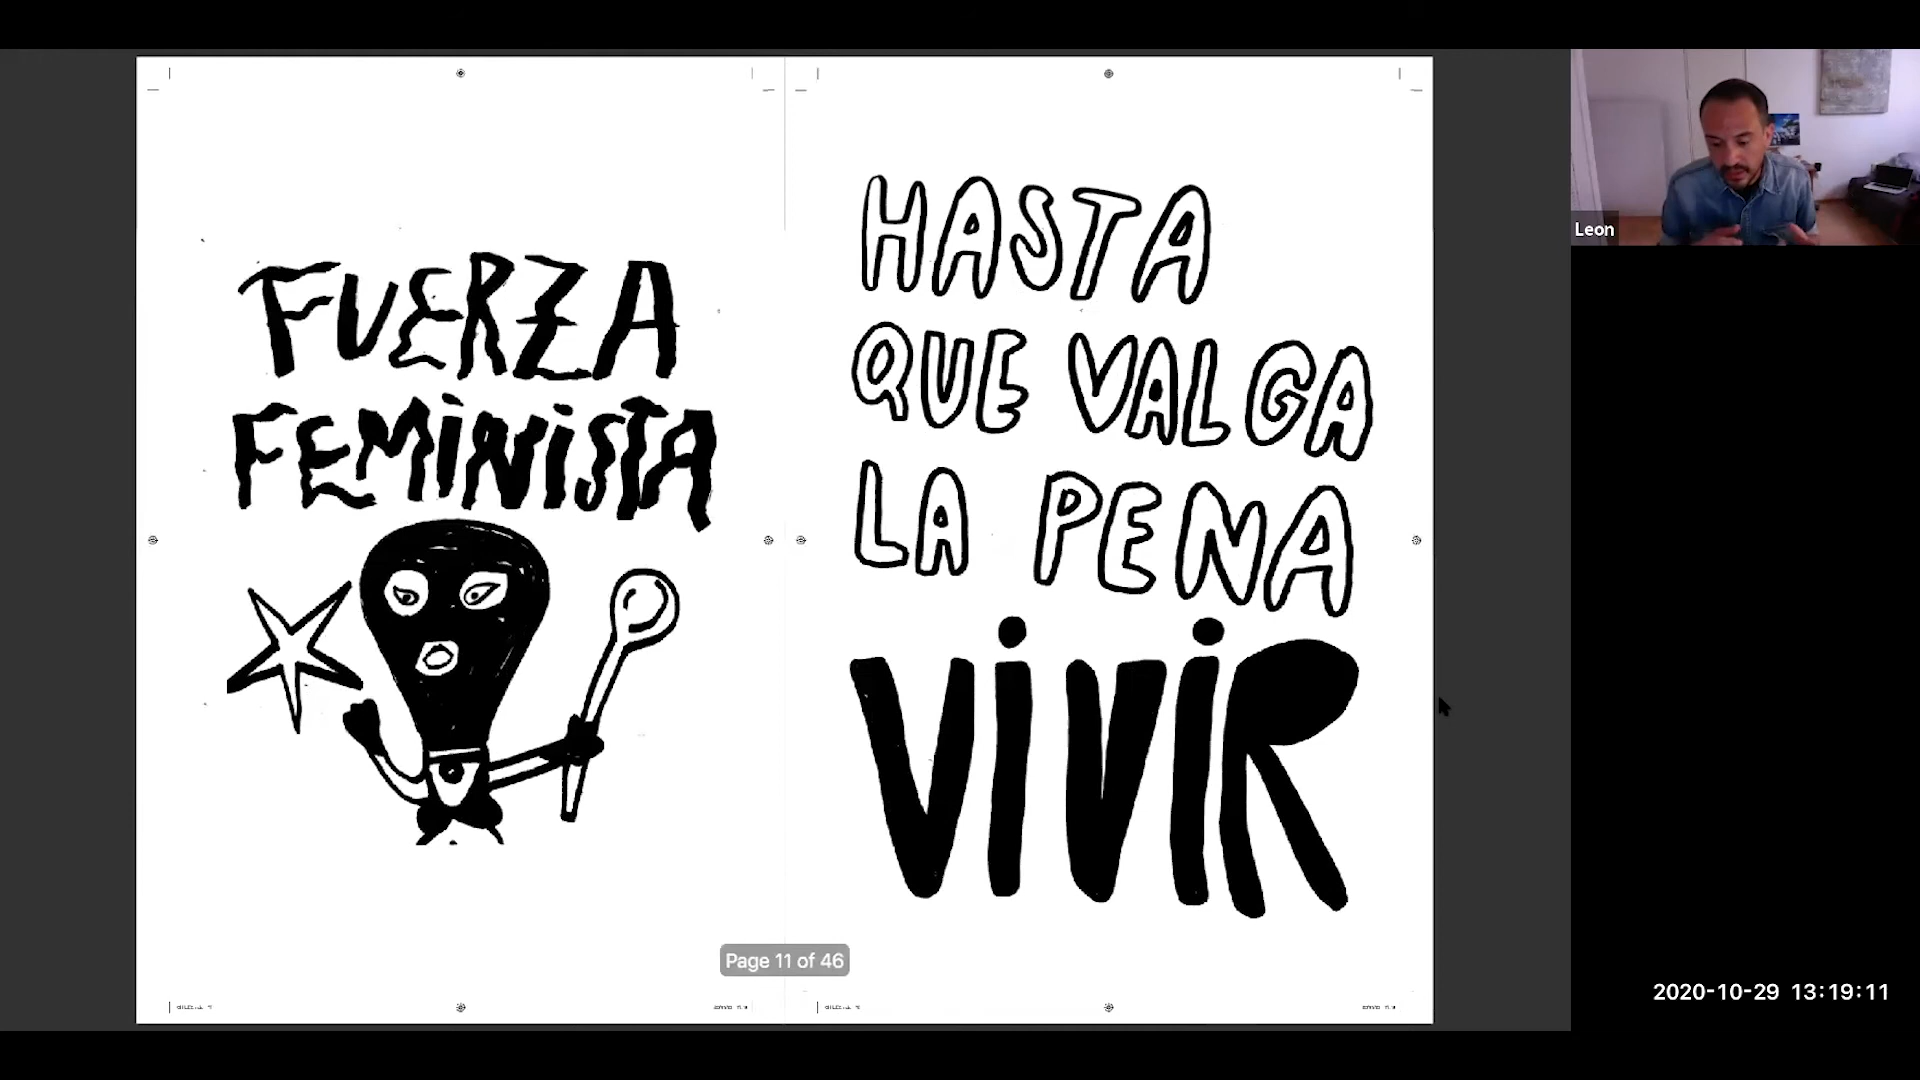 FUERZA
FEMiNiSTA
HASTA
QUE VALGA
LA PENA
ViViR
Page 11 of 46
Leon
2020-10-29 13:19:11